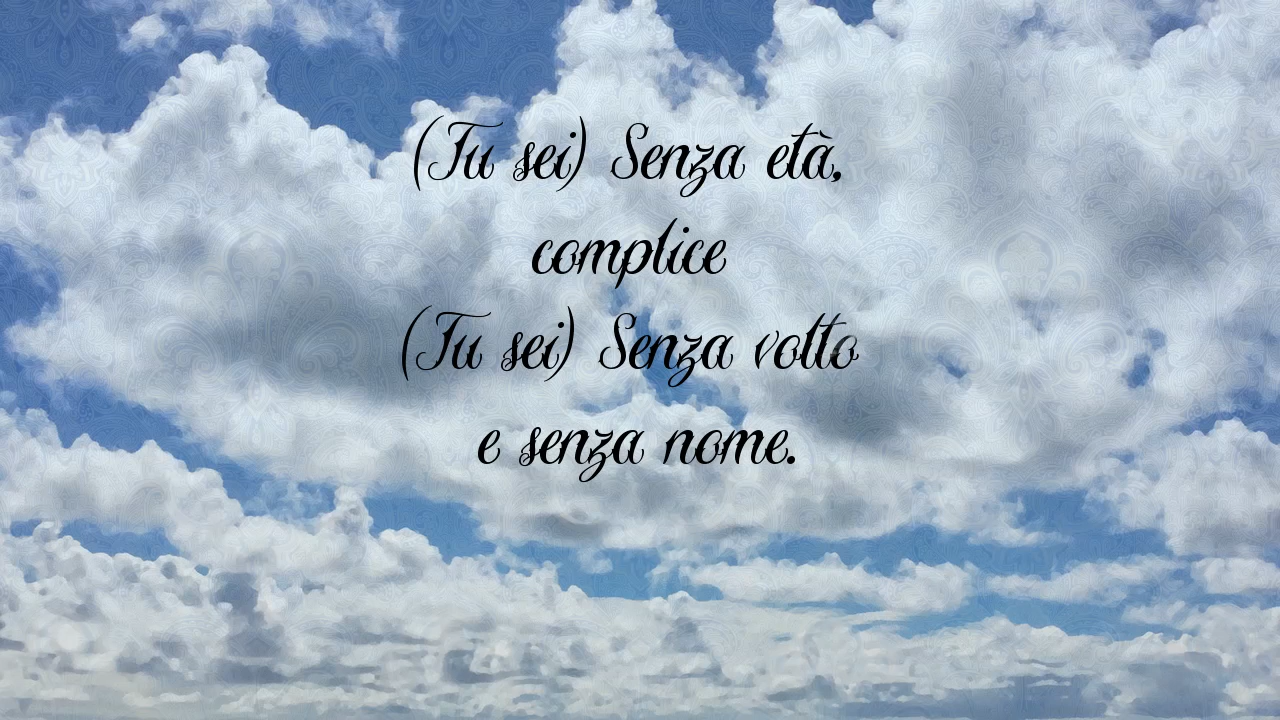 (Tu sei) Senza età,
complice
(Tu sei) Senza volto
e senza nome.